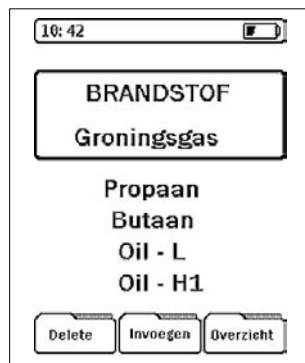 10:42
BRANDSTOF
Groningsgas
Propaan
Butaan
Oil - L
Oil - H1
Delete Invoegen Overzicht